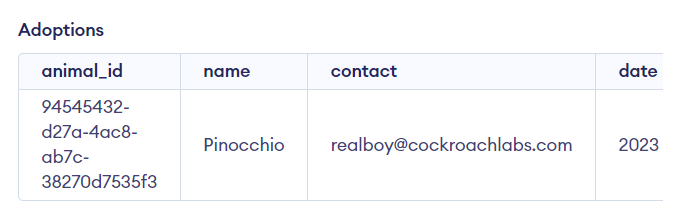 Adoptions
animal_id name contact date
94545432-
d27a-4ac8-
ab7c-
38270d7535f3
Pinocchio
realboy@cockroachlabs.com
2023